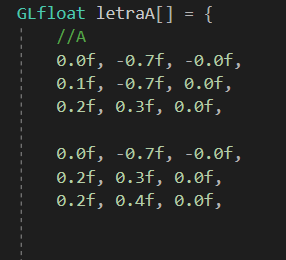 GLfloat letraA[] = {
//A
0.0f, -0.7f, -0.0f,
0.1f, -0.7f, 0.0f,
0.2f, 0.3f, 0.0f,
0.0f, -0.7f, -0.0f,
0.2f, 0.3f, 0.0f,
0.2f, 0.4f, 0.0f,